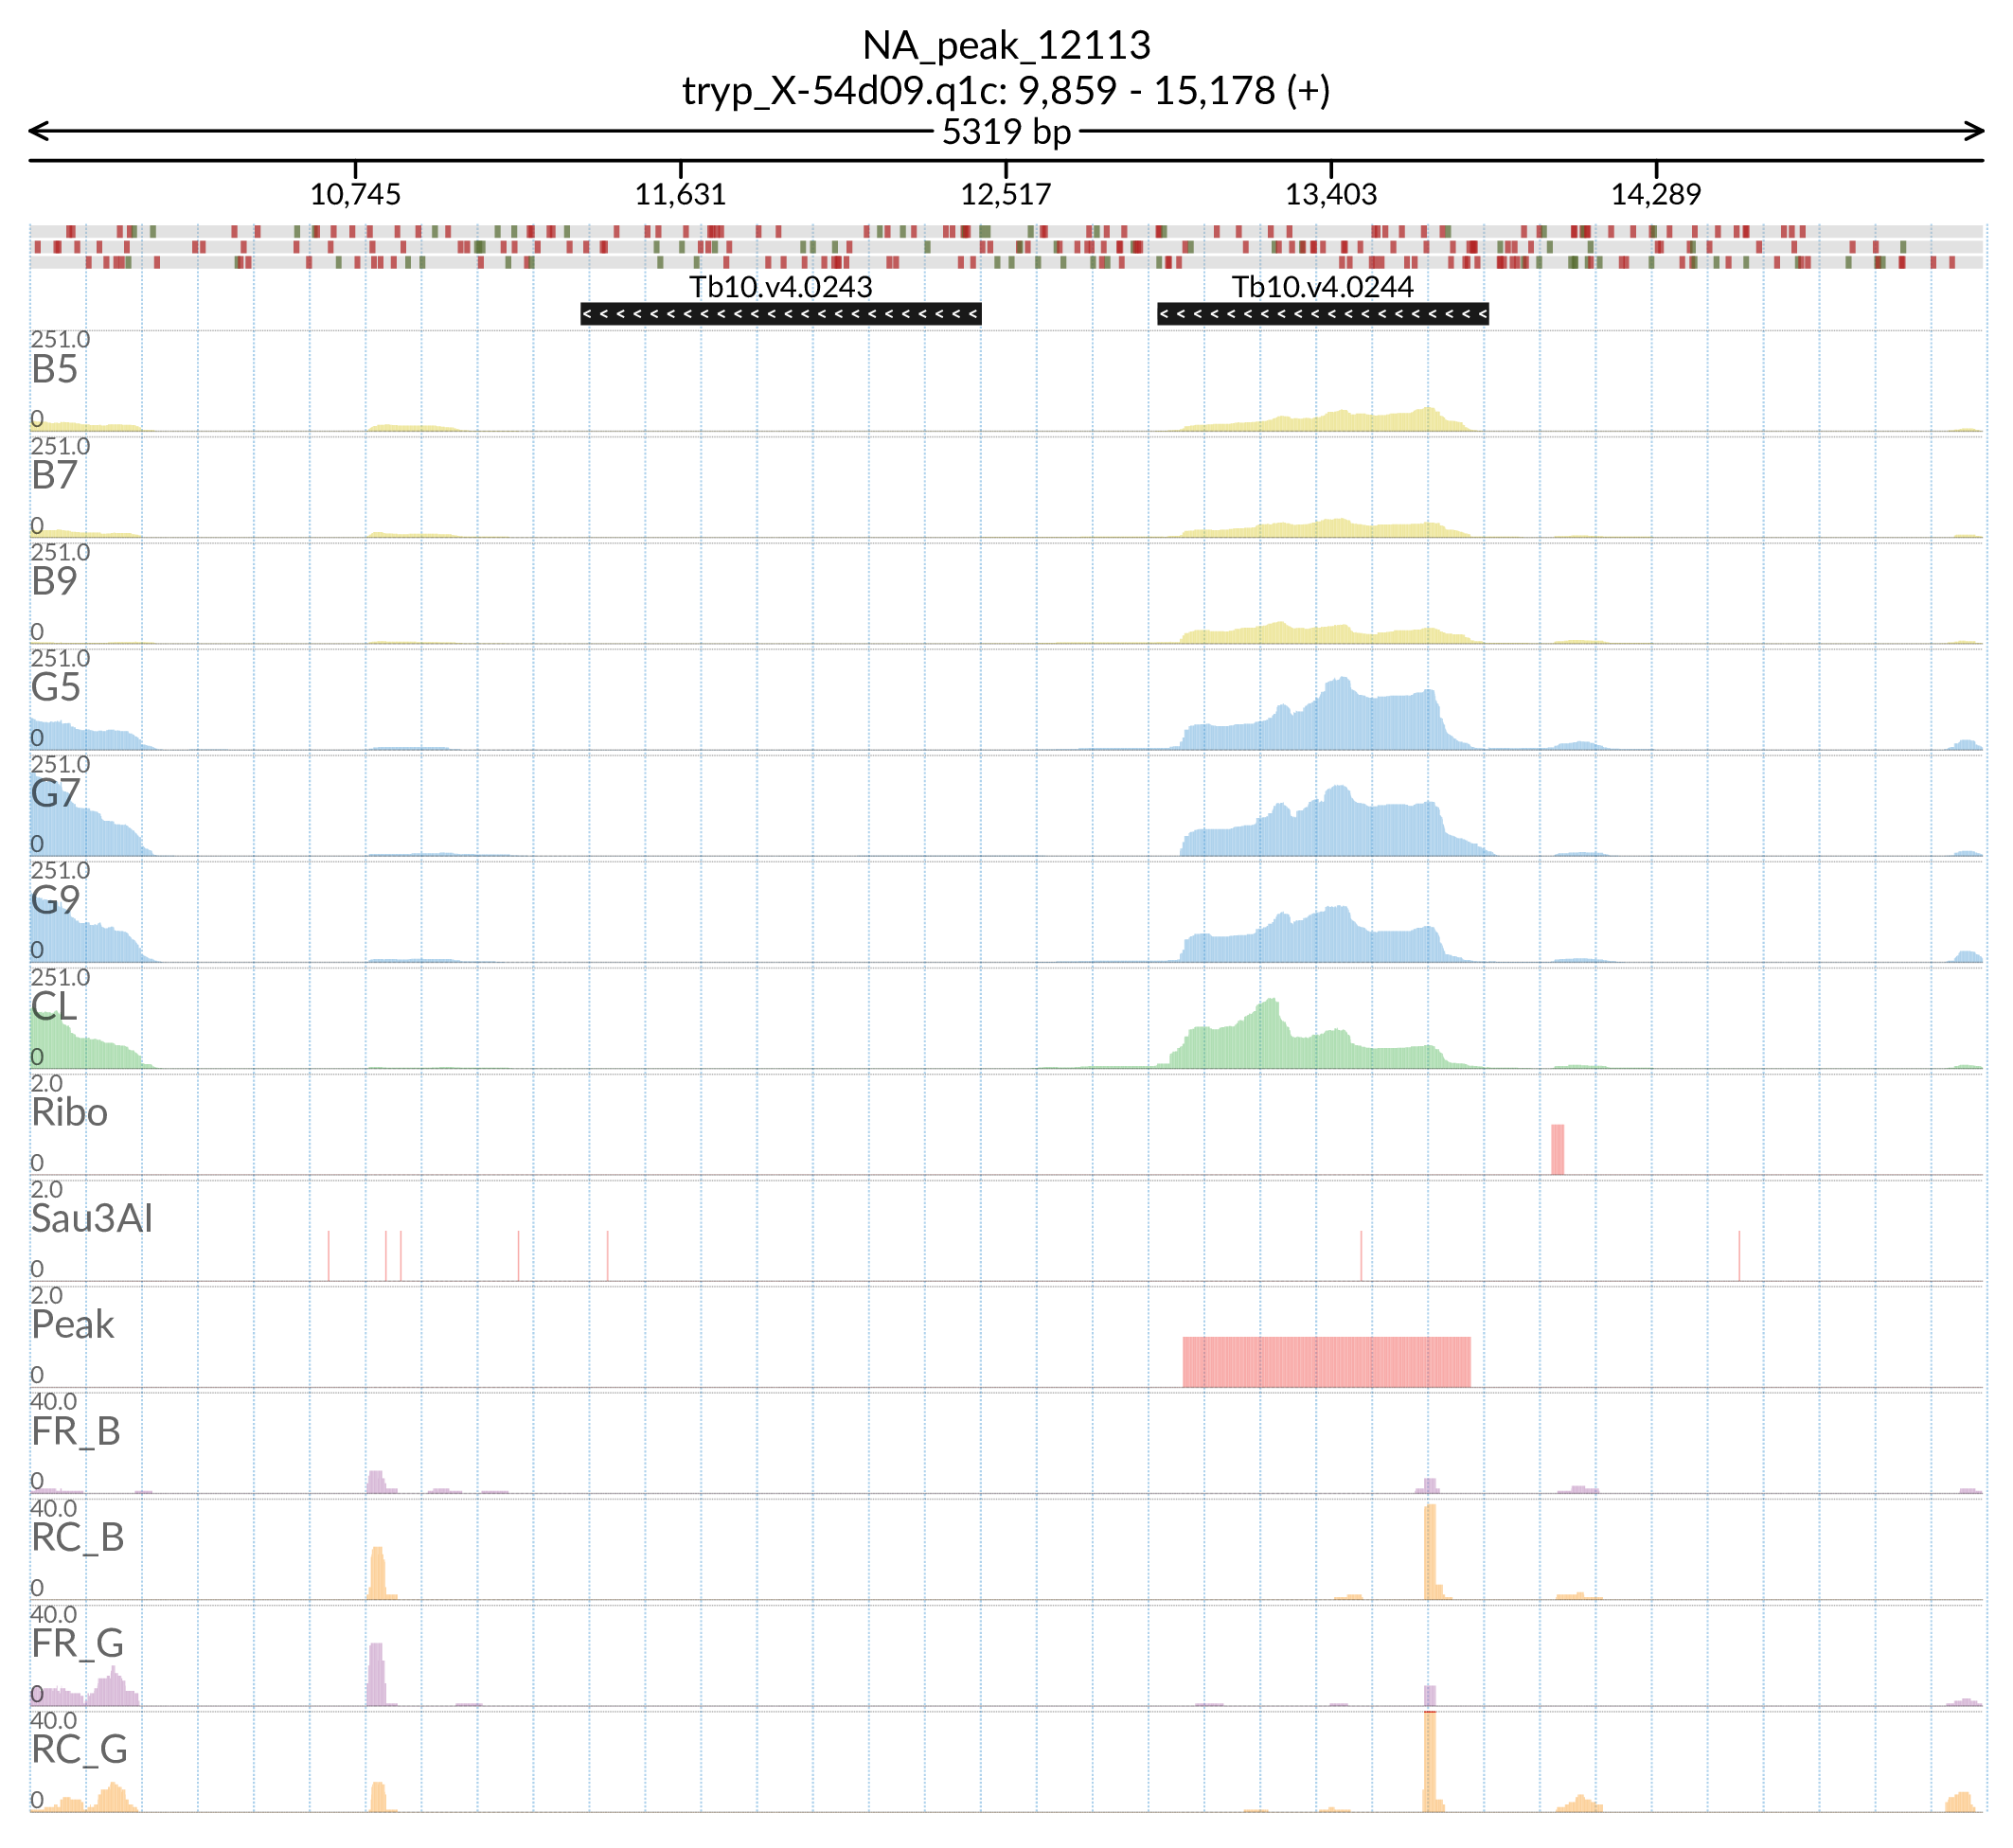 NA_peak_12113
tryp_X-54d09.q1c: 9,859 - 15,178 (+)
5319 bp
10,745 11,631 12,517 13,403 14,289
Tb10.v4.0243 Tb10.v4.0244
< < < < < < < < < < < < < < < < < < < < < < < < < < < < < < < < < < < < < < < < < < < <
251.0
B5
0
251.0
B7
0
251.0
B9
0
251.0
G5
0
251.0
G7
0
251.0
G9
0
251.0
CL
0
2.0
Ribo
0
2.0
Sau3AI
0
2.0
Peak
0
40.0
FR_B
0
40.0
RC_B
0
40.0
FR_G
0
40.0
RC_G
0